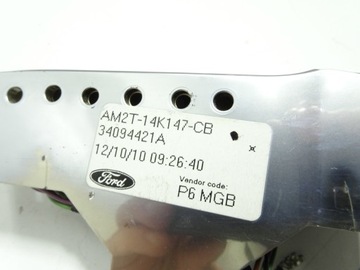 AM2T-14K147-CB
34094421A
12/10/10 09:26:40
Ford
Vendor code:
P6 MGB